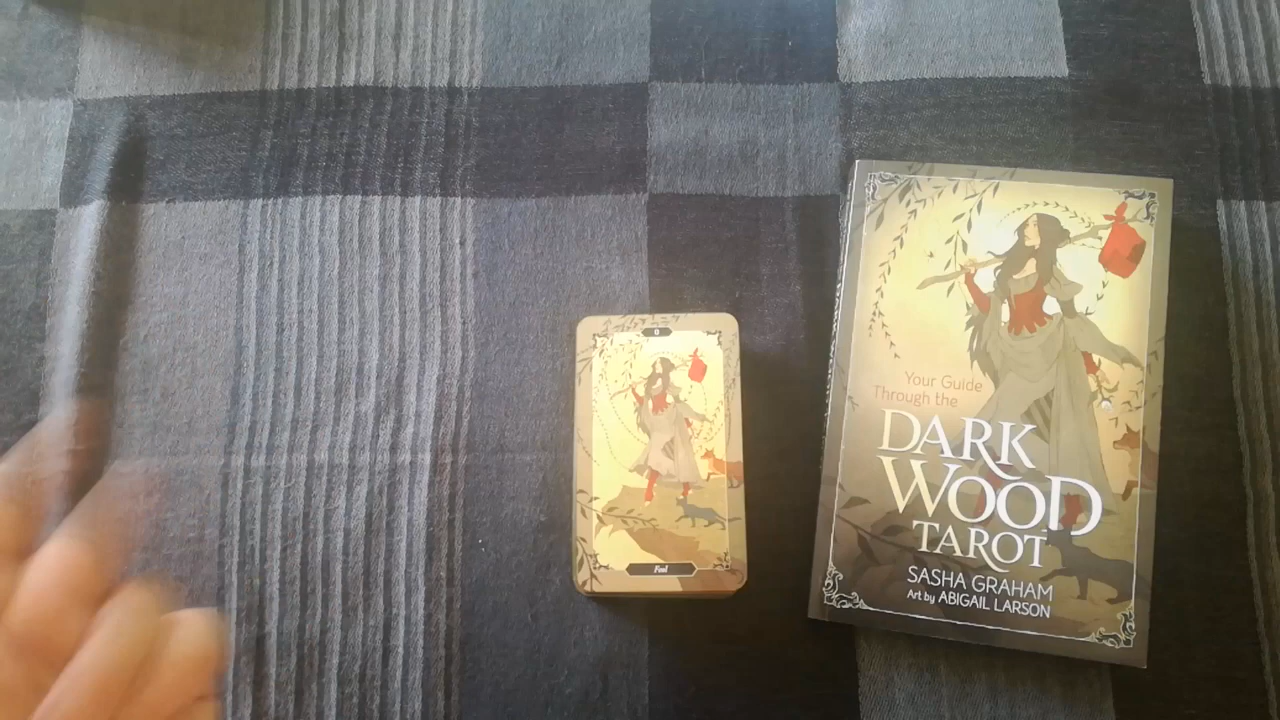 0
Fool
Your Guide
Through the
DARK
WOOD
TAROT
SASHA GRAHAM
Art by ABIGAIL LARSON